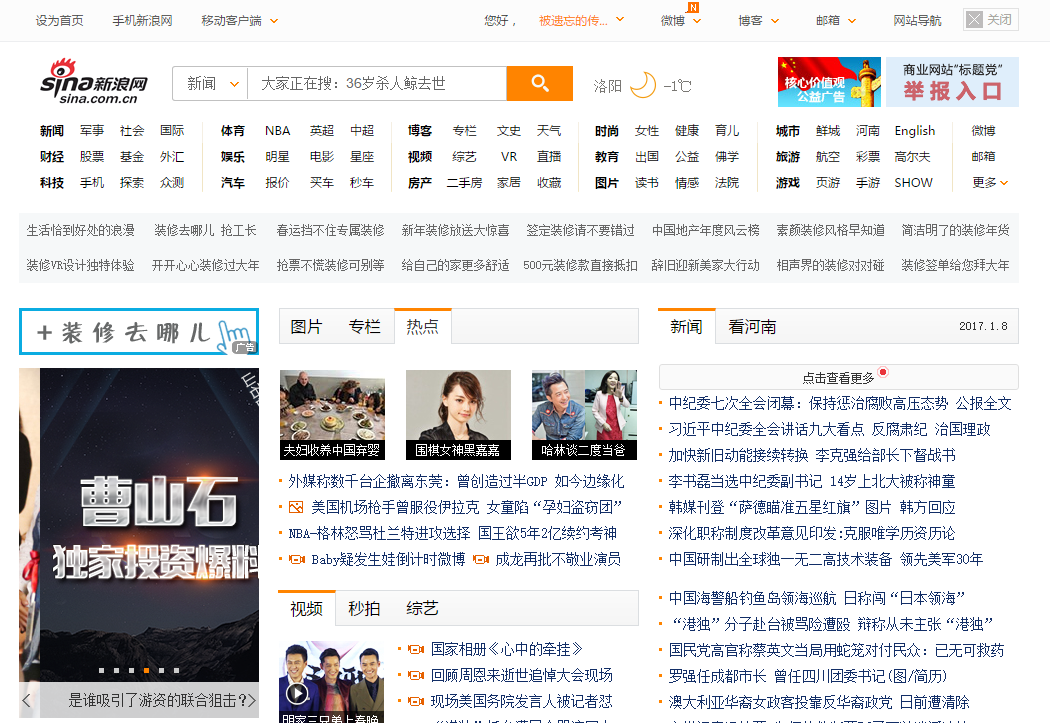 设为首页 手机新浪网 移动客户端 您好， 被速忘的传... 微博 N 博客 邮箱 网站导航 关闭
sina新浪网
sina.com.cn
新闻 大家正在搜：36岁杀人鲸去世 洛阳 -1℃
核心价值观
公益广告
商业网站“标题党”
举报入口
新闻 军事 社会 国际 体育 NBA 英超 中超 博客 专栏 文史 天气 时尚 女性 健康 育儿 城市 鲜城 河南 English 微博
财经 股票 基金 外汇 娱乐 明星 电影 星座 视频 综艺 VR 直播 教育 出国 公益 佛学 旅游 航空 彩票 高尔夫 邮箱
科技 手机 探索 众测 汽车 报价 买车 秒车 房产 二手房 家居 收藏 图片 读书 情感 法院 游戏 页游 手游 SHOW 更多
生活恰到好处的浪漫 装修去哪儿 抢工长 春运挡不住专属装修 新年装修放送大惊喜 签定装修请不要错过 中国地产年度风云榜 素颜装修风格早知道 简洁明了的装修年货
装修VR设计独特体验 开开心心装修过大年 抢票不慌装修可别等 给自己的家更多舒适 500元装修款直接抵扣 辞旧迎新美家大行动 相声界的装修对对碰 装修签单给您拜大年
+装修去哪儿
广告
曹山石
独家投资爆料
是谁吸引了游资的联合狙击?
图片 专栏 热点
夫妇收养中国弃婴 围棋女神黑嘉嘉 哈林谈二度当爸
外媒称数千台企撤离东莞：曾创造过半GDP 如今边缘化
美国机场枪手曾服役伊拉克 女童陷“孕妇盗窃团”
NBA-格林怒骂杜兰特进攻选择 国王欲5年2亿续约考神
Baby疑发生娃倒计时微博 成龙再批不敬业演员
视频 秒拍 综艺
明家三兄弟上春晚
国家相册《心中的牵挂》
回顾周恩来逝世追悼大会现场
现场美国务院发言人被记者怼
新闻 看河南 2017.1.8
点击查看更多
中纪委七次全会闭幕：保持惩治腐败高压态势 公报全文
习近平中纪委全会讲话九大看点 反腐肃纪 治国理政
加快新旧动能接续转换 李克强给部长下督战书
李书磊当选中纪委副书记 14岁上北大被称神童
韩媒刊登“萨德瞄准五星红旗”图片 韩方回应
深化职称制度改革意见印发:克服唯学历资历论
中国研制出全球独一无二高技术装备 领先美军30年
中国海警船钓鱼岛领海巡航 日称闯“日本领海”
“港独”分子赴台被骂险遭殴 辩称从未主张“港独”
国民党高官称蔡英文当局用蛇笼对付民众：已无可救药
罗强任成都市长 曾任四川团委书记(图/简历)
澳大利亚华裔女政客投靠反华裔政党 日前遭清除